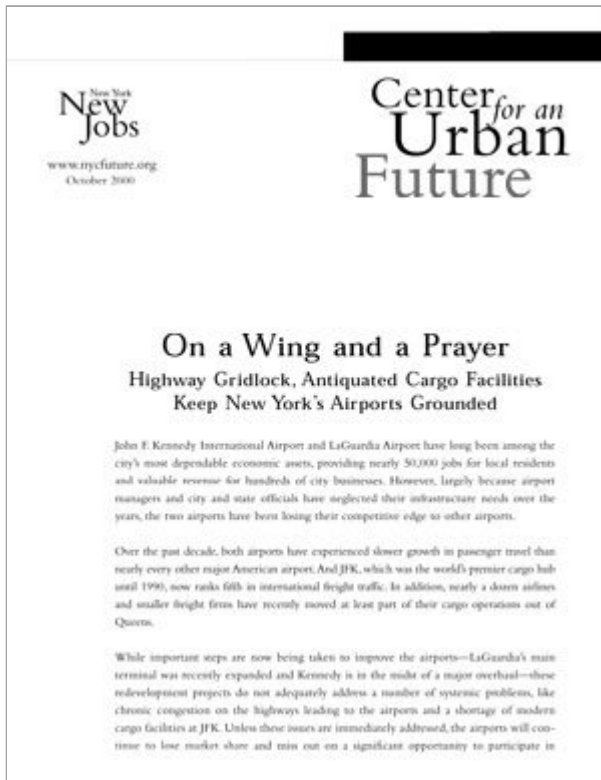 New York
New
Jobs
www.nycfuture.org
October 2000
Center for an
Urban
Future
On a Wing and a Prayer
Highway Gridlock, Antiquated Cargo Facilities
Keep New York's Airports Grounded
John F. Kennedy International Airport and LaGuardia Airport have long been among the
city's most dependable economic assets, providing nearly 50,000 jobs for local residents
and valuable revenue for hundreds of city businesses. However, largely because airport
managers and city and state officials have neglected their infrastructure needs over the
years, the two airports have been losing their competitive edge to other airports.
Over the past decade, both airports have experienced slower growth in passenger travel than
nearly every other major American airport. And JFK, which was the world's premier cargo hub
until 1990, now ranks fifth in international freight traffic. In addition, nearly a dozen airlines
and smaller freight firms have recently moved at least part of their cargo operations out of
Queens.
While important steps are now being taken to improve the airports—LaGuardia's main
terminal was recently expanded and Kennedy is in the midst of a major overhaul—these
redevelopment projects do not adequately address a number of systemic problems, like
chronic congestion on the highways leading to the airports and a shortage of modern
cargo facilities at JFK. Unless these issues are immediately addressed, the airports will con-
tinue to lose market share and miss out on a significant opportunity to participate in